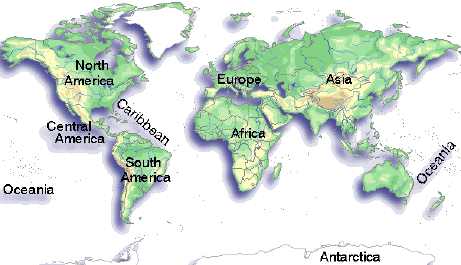 North
America
Europe
Asia
Caribbean
Central
America
Africa
South
America
Oceania
Oceania
Antarctica